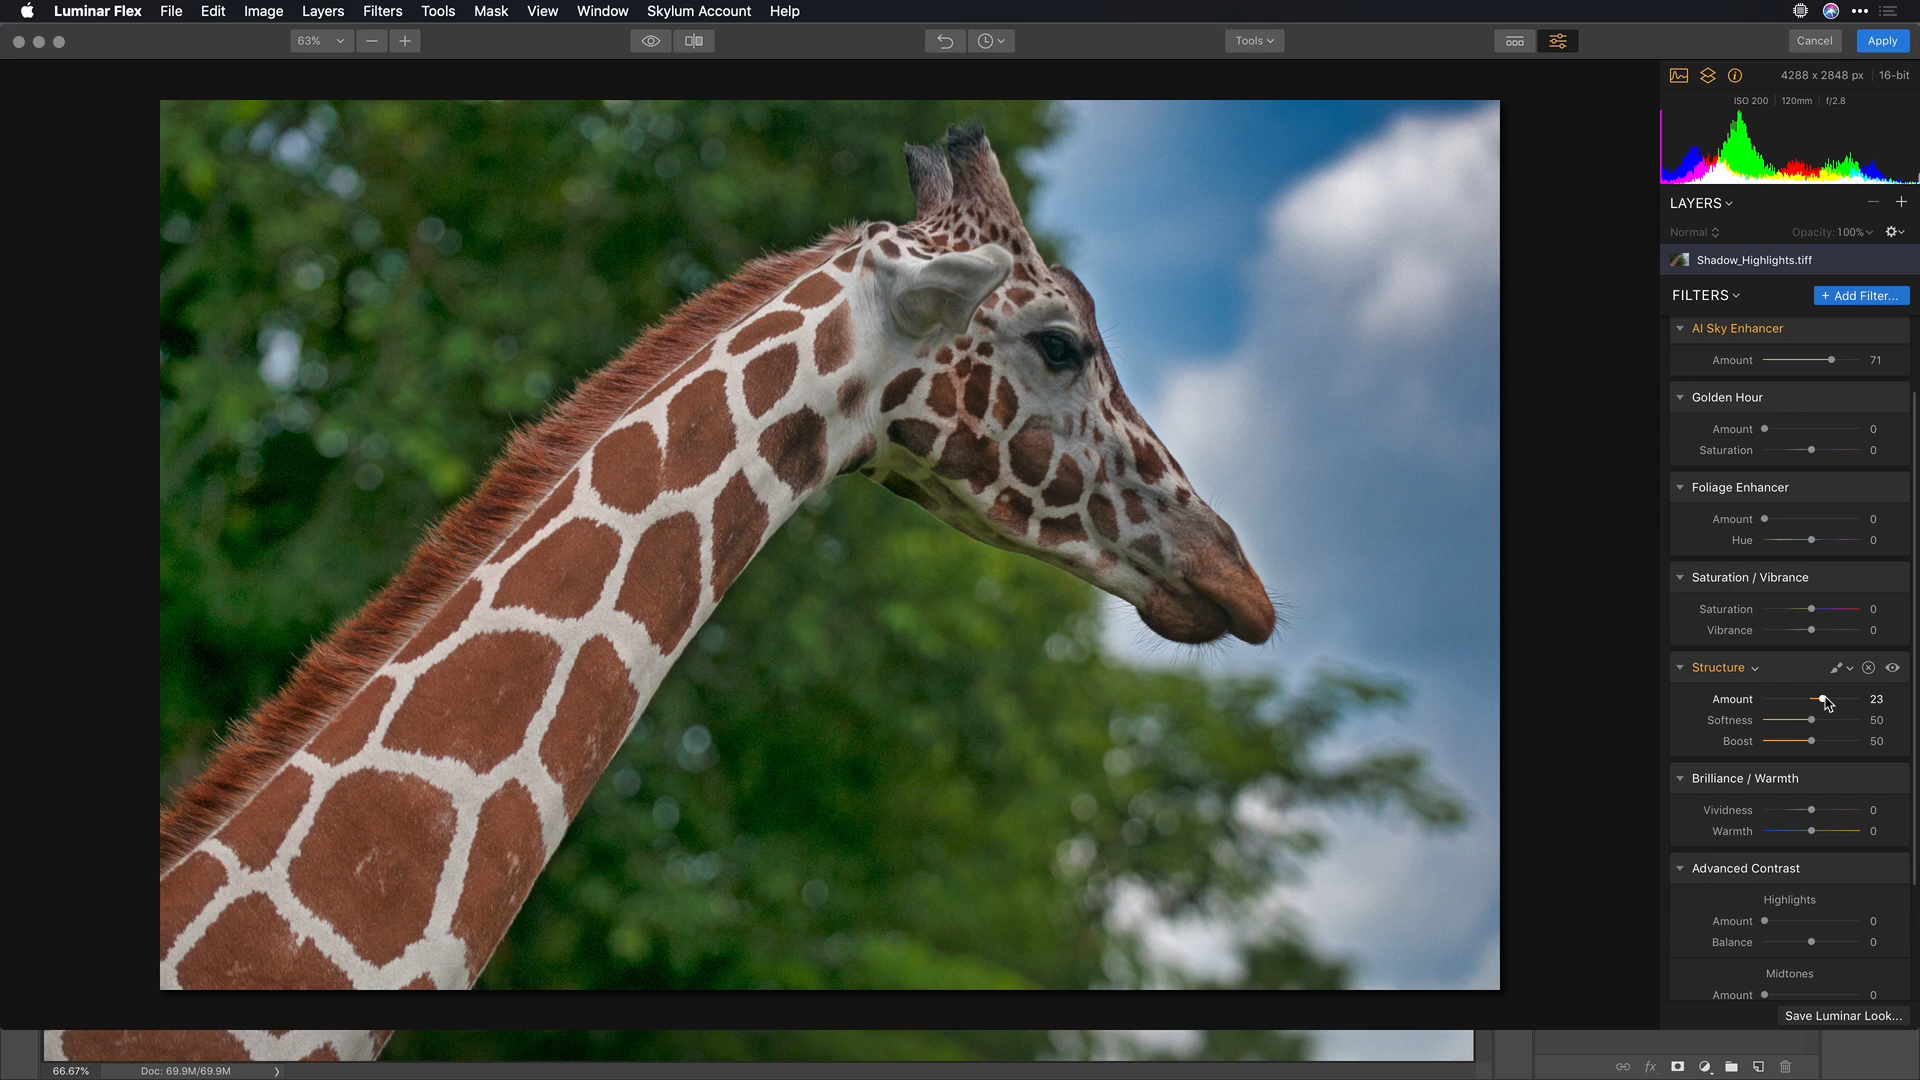 Luminar Flex File Edit Image Layers Filters Tools Mask View Window Skylum Account Help
63% Tools Cancel Apply
4288 x 2848 px 16-bit
ISO 200 120mm f/2.8
LAYERS
Normal Opacity: 100%
Shadow_Highlights.tiff
FILTERS + Add Filter...
AI Sky Enhancer
Amount 71
Golden Hour
Amount 0
Saturation 0
Foliage Enhancer
Amount 0
Hue 0
Saturation / Vibrance
Saturation 0
Vibrance 0
Structure
Amount 23
Softness 50
Boost 50
Brilliance / Warmth
Vividness 0
Warmth 0
Advanced Contrast
Highlights
Amount 0
Balance 0
Midtones
Amount 0
Save Luminar Look...
66.67% Doc: 69.9M/69.9M
fx